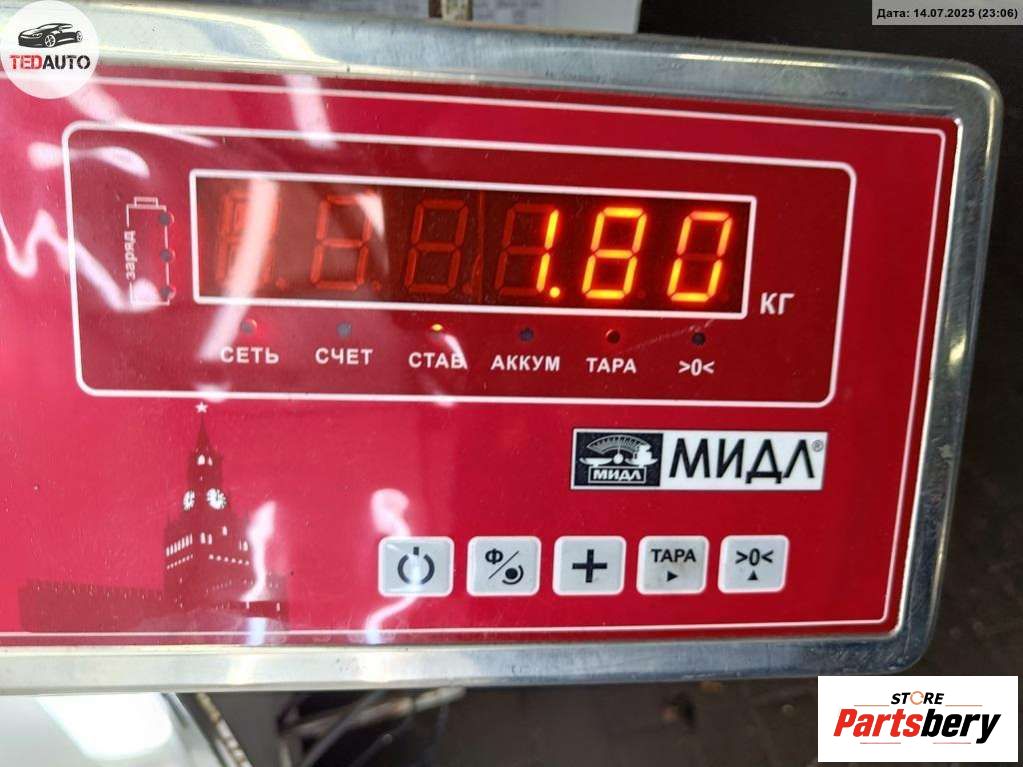 Дата: 14.07.2025 (23:06)
TEDAUTO
заряд
1.80
КГ
СЕТЬ СЧЕТ СТАБ АККУМ ТАРА >0<
МИДЛ МИДЛ®
Ф ТАРА >0<
STORE
Partsbery